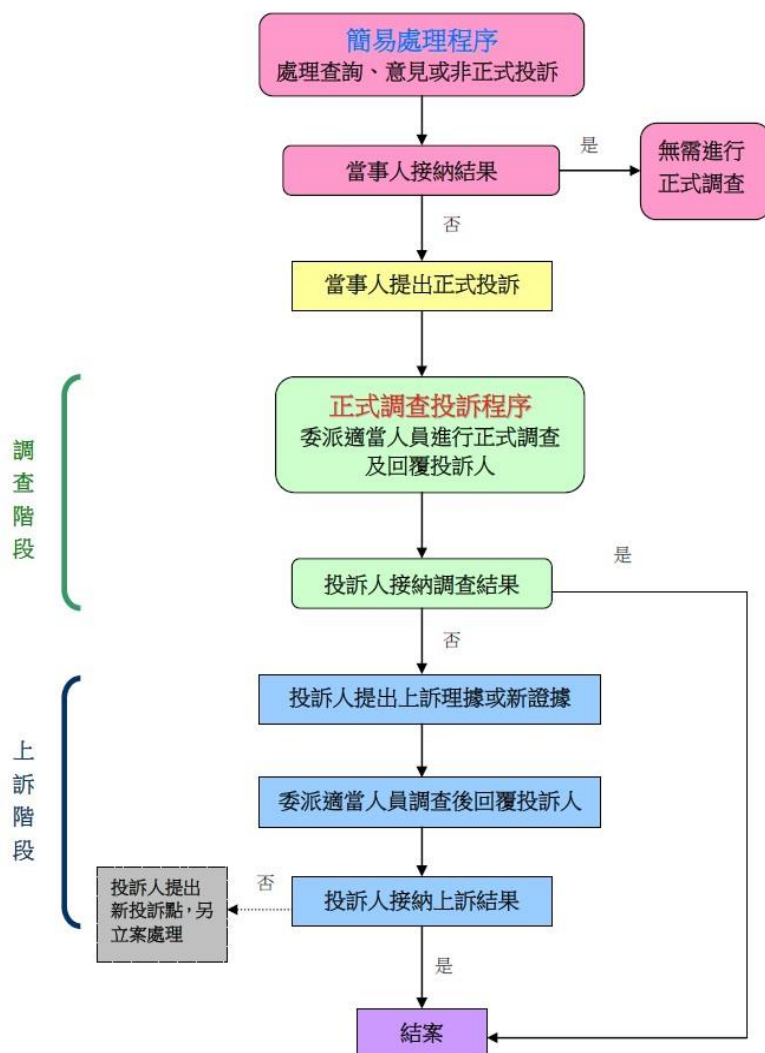 簡易處理程序
處理查詢、意見或非正式投訴
是
無需進行
正式調查
當事人接納結果
否
當事人提出正式投訴
調
查
階
段
正式調查投訴程序
委派適當人員進行正式調查
及回覆投訴人
是
投訴人接納調查結果
否
上
訴
階
段
投訴人提出上訴理據或新證據
委派適當人員調查後回覆投訴人
投訴人提出
新投訴點，另
立案處理
否
投訴人接納上訴結果
是
結案